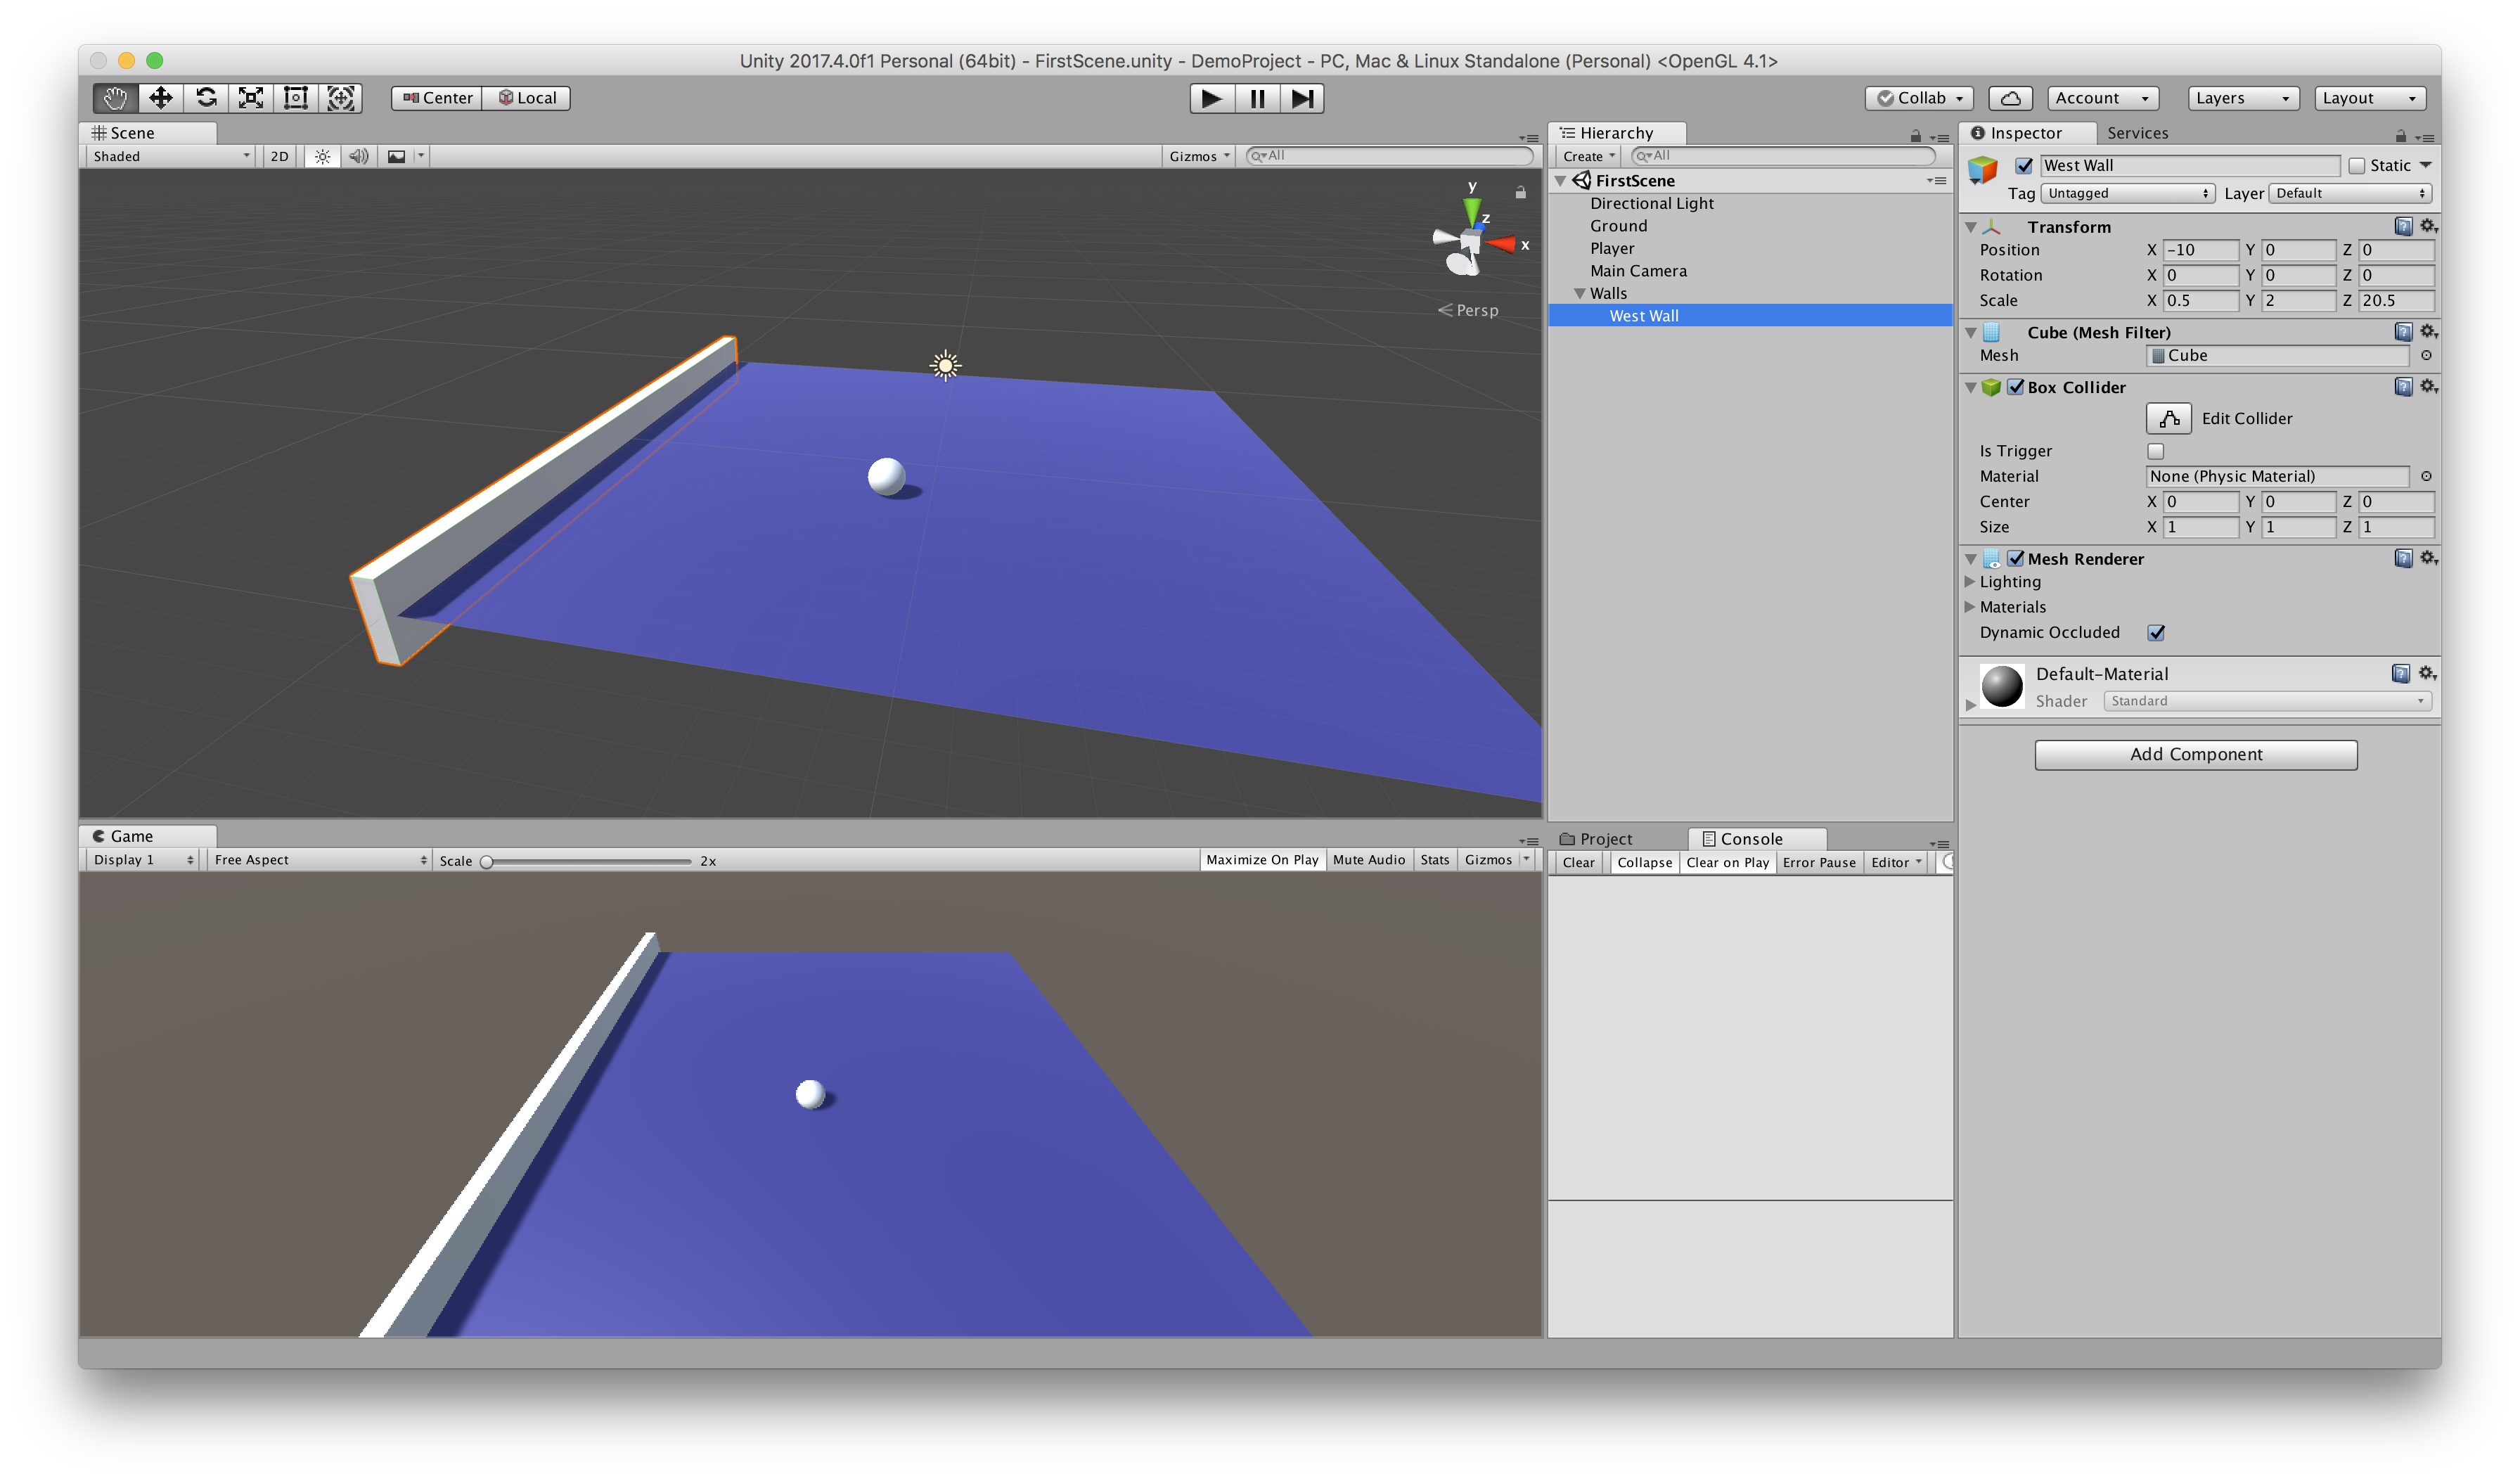 Unity 2017.4.0f1 Personal (64bit) - FirstScene.unity - DemoProject - PC, Mac & Linux Standalone (Personal) <OpenGL 4.1>
Center Local Collab Account Layers Layout
Scene
Shaded 2D Gizmos All
y
z
x
Persp
Hierarchy
Create All
FirstScene
Directional Light
Ground
Player
Main Camera
Walls
West Wall
Inspector Services
West Wall Static
Tag Untagged Layer Default
Transform
Position X -10 Y 0 Z 0
Rotation X 0 Y 0 Z 0
Scale X 0.5 Y 2 Z 20.5
Cube (Mesh Filter)
Mesh Cube
Box Collider
Edit Collider
Is Trigger
Material None (Physic Material)
Center X 0 Y 0 Z 0
Size X 1 Y 1 Z 1
Mesh Renderer
Lighting
Materials
Dynamic Occluded
Default-Material
Shader Standard
Add Component
Game
Display 1 Free Aspect Scale 2x Maximize On Play Mute Audio Stats Gizmos
Project Console
Clear Collapse Clear on Play Error Pause Editor